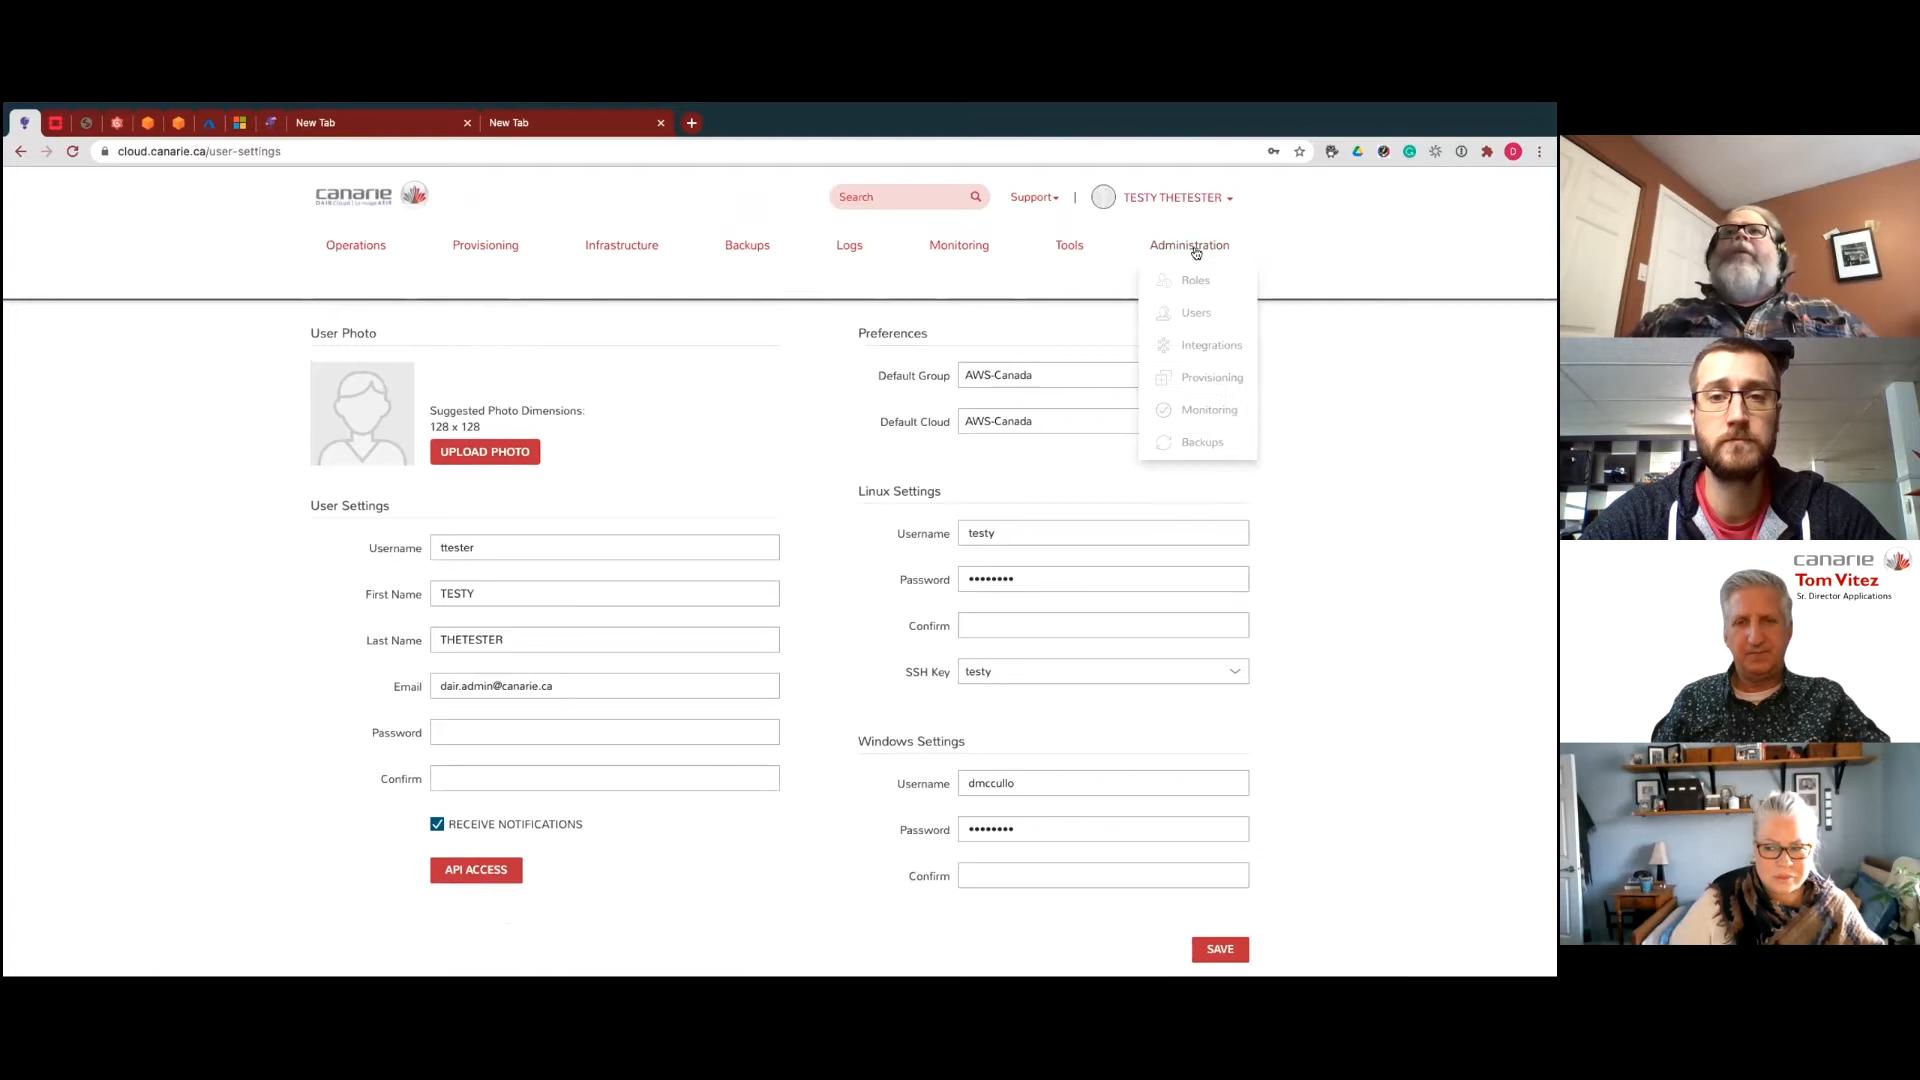 New Tab
New Tab
cloud.canarie.ca/user-settings
D
canarie
Search
Support
|
TESTY THETESTER
Operations
Provisioning
Infrastructure
Backups
Logs
Monitoring
Tools
Administration
Roles
Users
Integrations
Provisioning
Monitoring
Backups
User Photo
Suggested Photo Dimensions:
128 x 128
UPLOAD PHOTO
User Settings
Username ttester
First Name TESTY
Last Name THETESTER
Email dair.admin@canarie.ca
Password
Confirm
RECEIVE NOTIFICATIONS
API ACCESS
Preferences
Default Group AWS-Canada
Default Cloud AWS-Canada
Linux Settings
Username testy
Password ••••••••
Confirm
SSH Key testy
Windows Settings
Username dmccullo
Password ••••••••
Confirm
SAVE
canarie
Tom Vitez
Sr. Director Applications